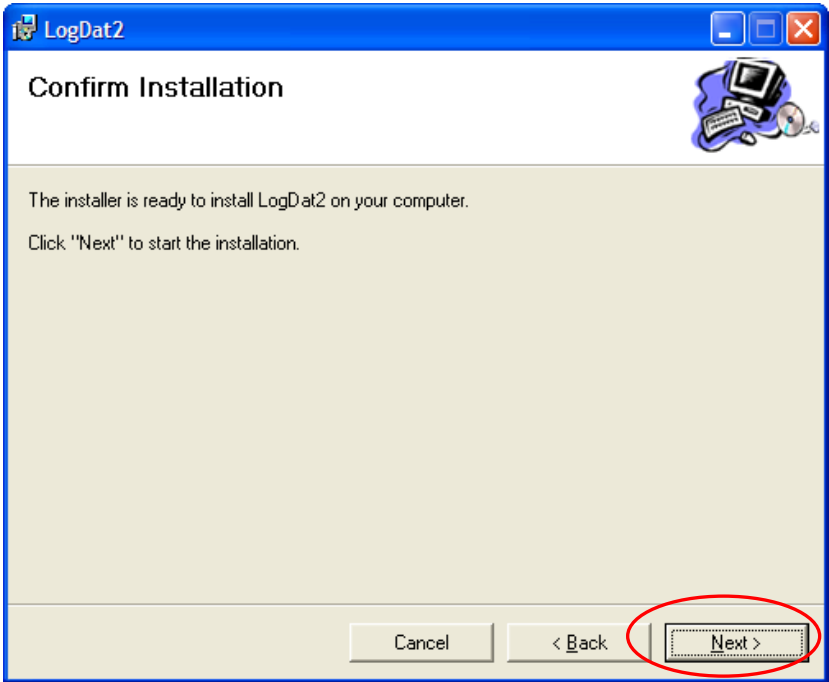 LogDat2
Confirm Installation
The installer is ready to install LogDat2 on your computer.
Click "Next" to start the installation.
Cancel
< Back
Next >